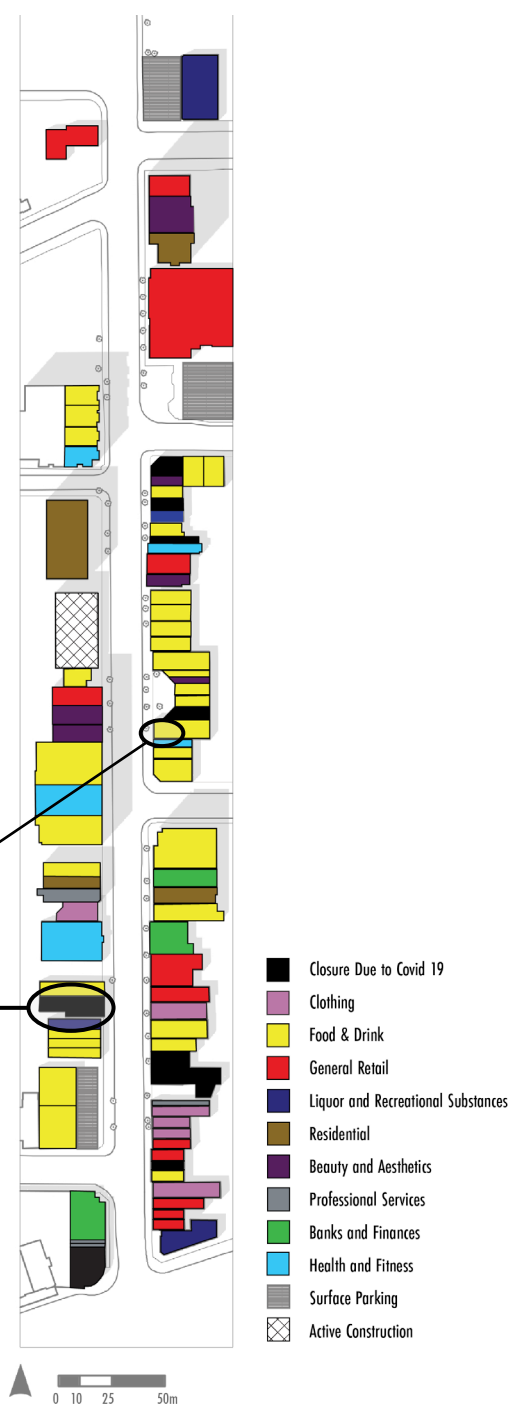 Closure Due to Covid 19
Clothing
Food & Drink
General Retail
Liquor and Recreational Substances
Residential
Beauty and Aesthetics
Professional Services
Banks and Finances
Health and Fitness
Surface Parking
Active Construction
0 10 25 50m